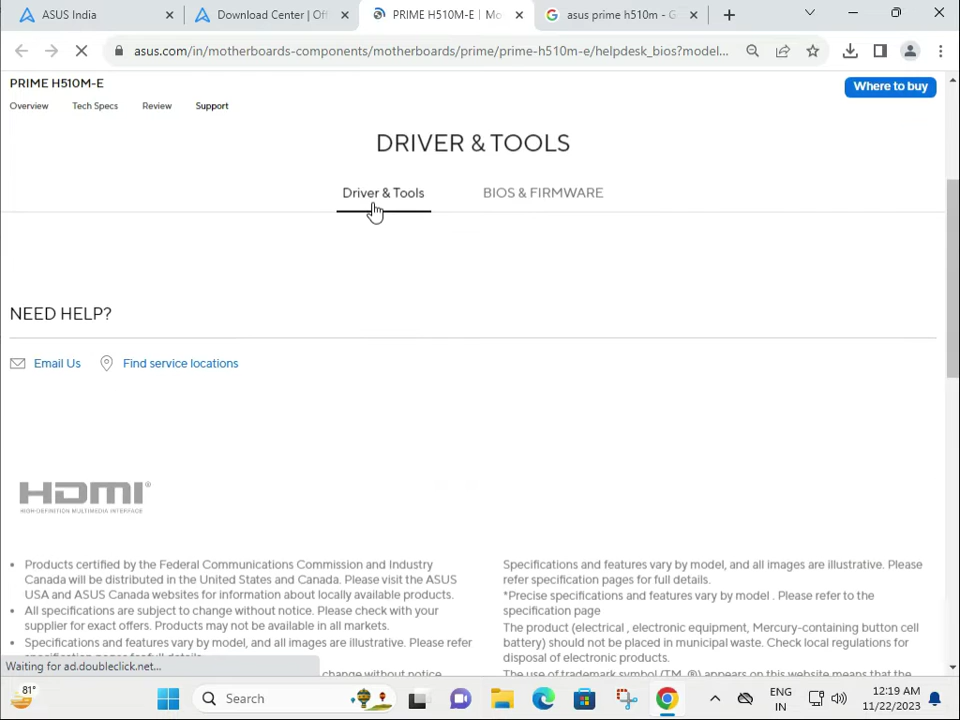 ASUS India
Download Center | Of
PRIME H510M-E | Mo
asus prime h510m - G
asus.com/in/motherboards-components/motherboards/prime/prime-h510m-e/helpdesk_bios?model...
PRIME H510M-E
Where to buy
Overview
Tech Specs
Review
Support
DRIVER & TOOLS
Driver & Tools
BIOS & FIRMWARE
NEED HELP?
Email Us
Find service locations
HDMI®
HIGH-DEFINITION MULTIMEDIA INTERFACE
Products certified by the Federal Communications Commission and Industry
Canada will be distributed in the United States and Canada. Please visit the ASUS
USA and ASUS Canada websites for information about locally available products.
All specifications are subject to change without notice. Please check with your
supplier for exact offers. Products may not be available in all markets.
Specifications and features vary by model, and all images are illustrative. Please refer
change without notice.
Specifications and features vary by model, and all images are illustrative. Please
refer specification pages for full details.
*Precise specifications and features vary by model . Please refer to the
specification page
The product (electrical , electronic equipment, Mercury-containing button cell
battery) should not be placed in municipal waste. Check local regulations for
disposal of electronic products.
The use of trademark symbol (TM, ®) appears on this website means that the
Waiting for ad.doubleclick.net...
81°
Search
ENG
IN
12:19 AM
11/22/2023